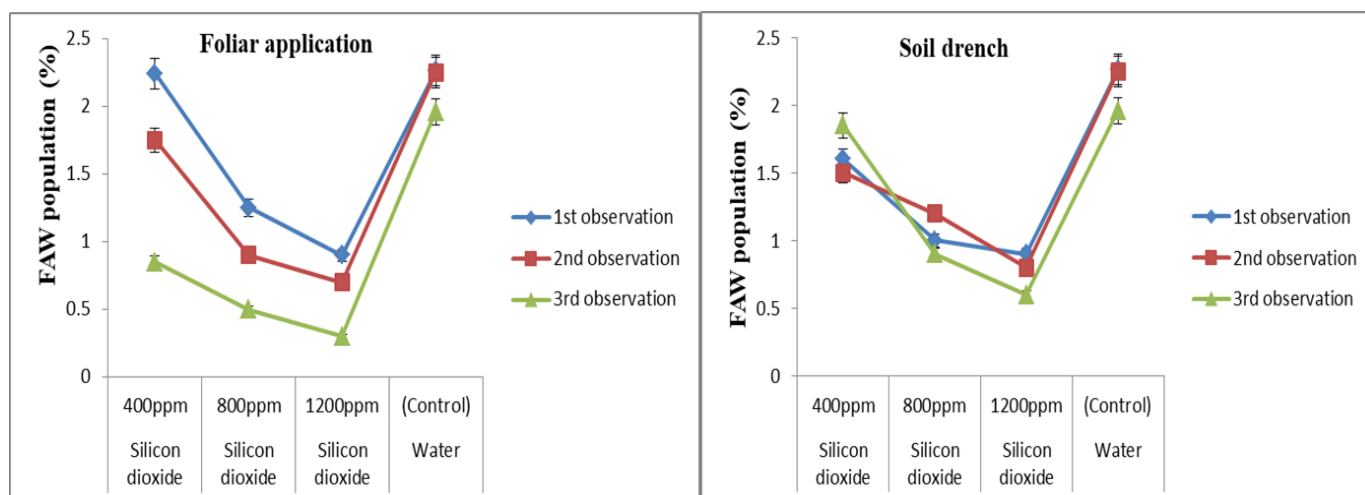 Foliar application
FAW population (%)
2.5
2
1.5
1
0.5
0
400ppm 800ppm 1200ppm (Control)
Silicon Silicon Silicon Water
dioxide dioxide dioxide
1st observation
2nd observation
3rd observation
Soil drench
FAW population (%)
2.5
2
1.5
1
0.5
0
400ppm 800ppm 1200ppm (Control)
Silicon Silicon Silicon Water
dioxide dioxide dioxide
1st observation
2nd observation
3rd observation